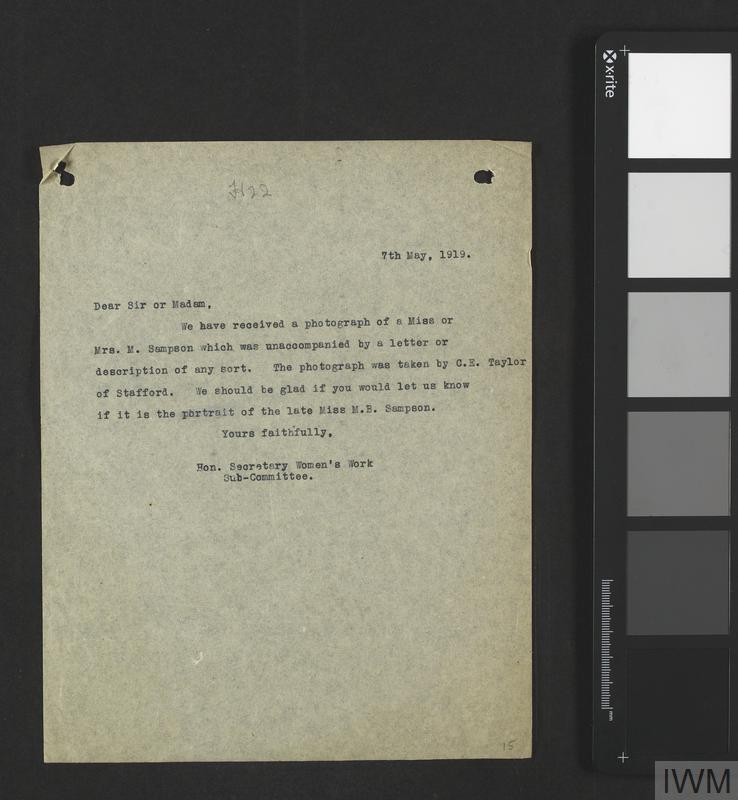 7th May, 1919.
Dear Sir or Madam,
We have received a photograph of a Miss or
Mrs. M. Sampson which was unaccompanied by a letter or
description of any sort. The photograph was taken by C.E. Taylor
of Stafford. We should be glad if you would let us know
if it is the portrait of the late Miss M.B. Sampson.
Yours faithfully,
Hon. Secretary Women's Work
Sub-Committee.
15
x·rite
mm
IWM